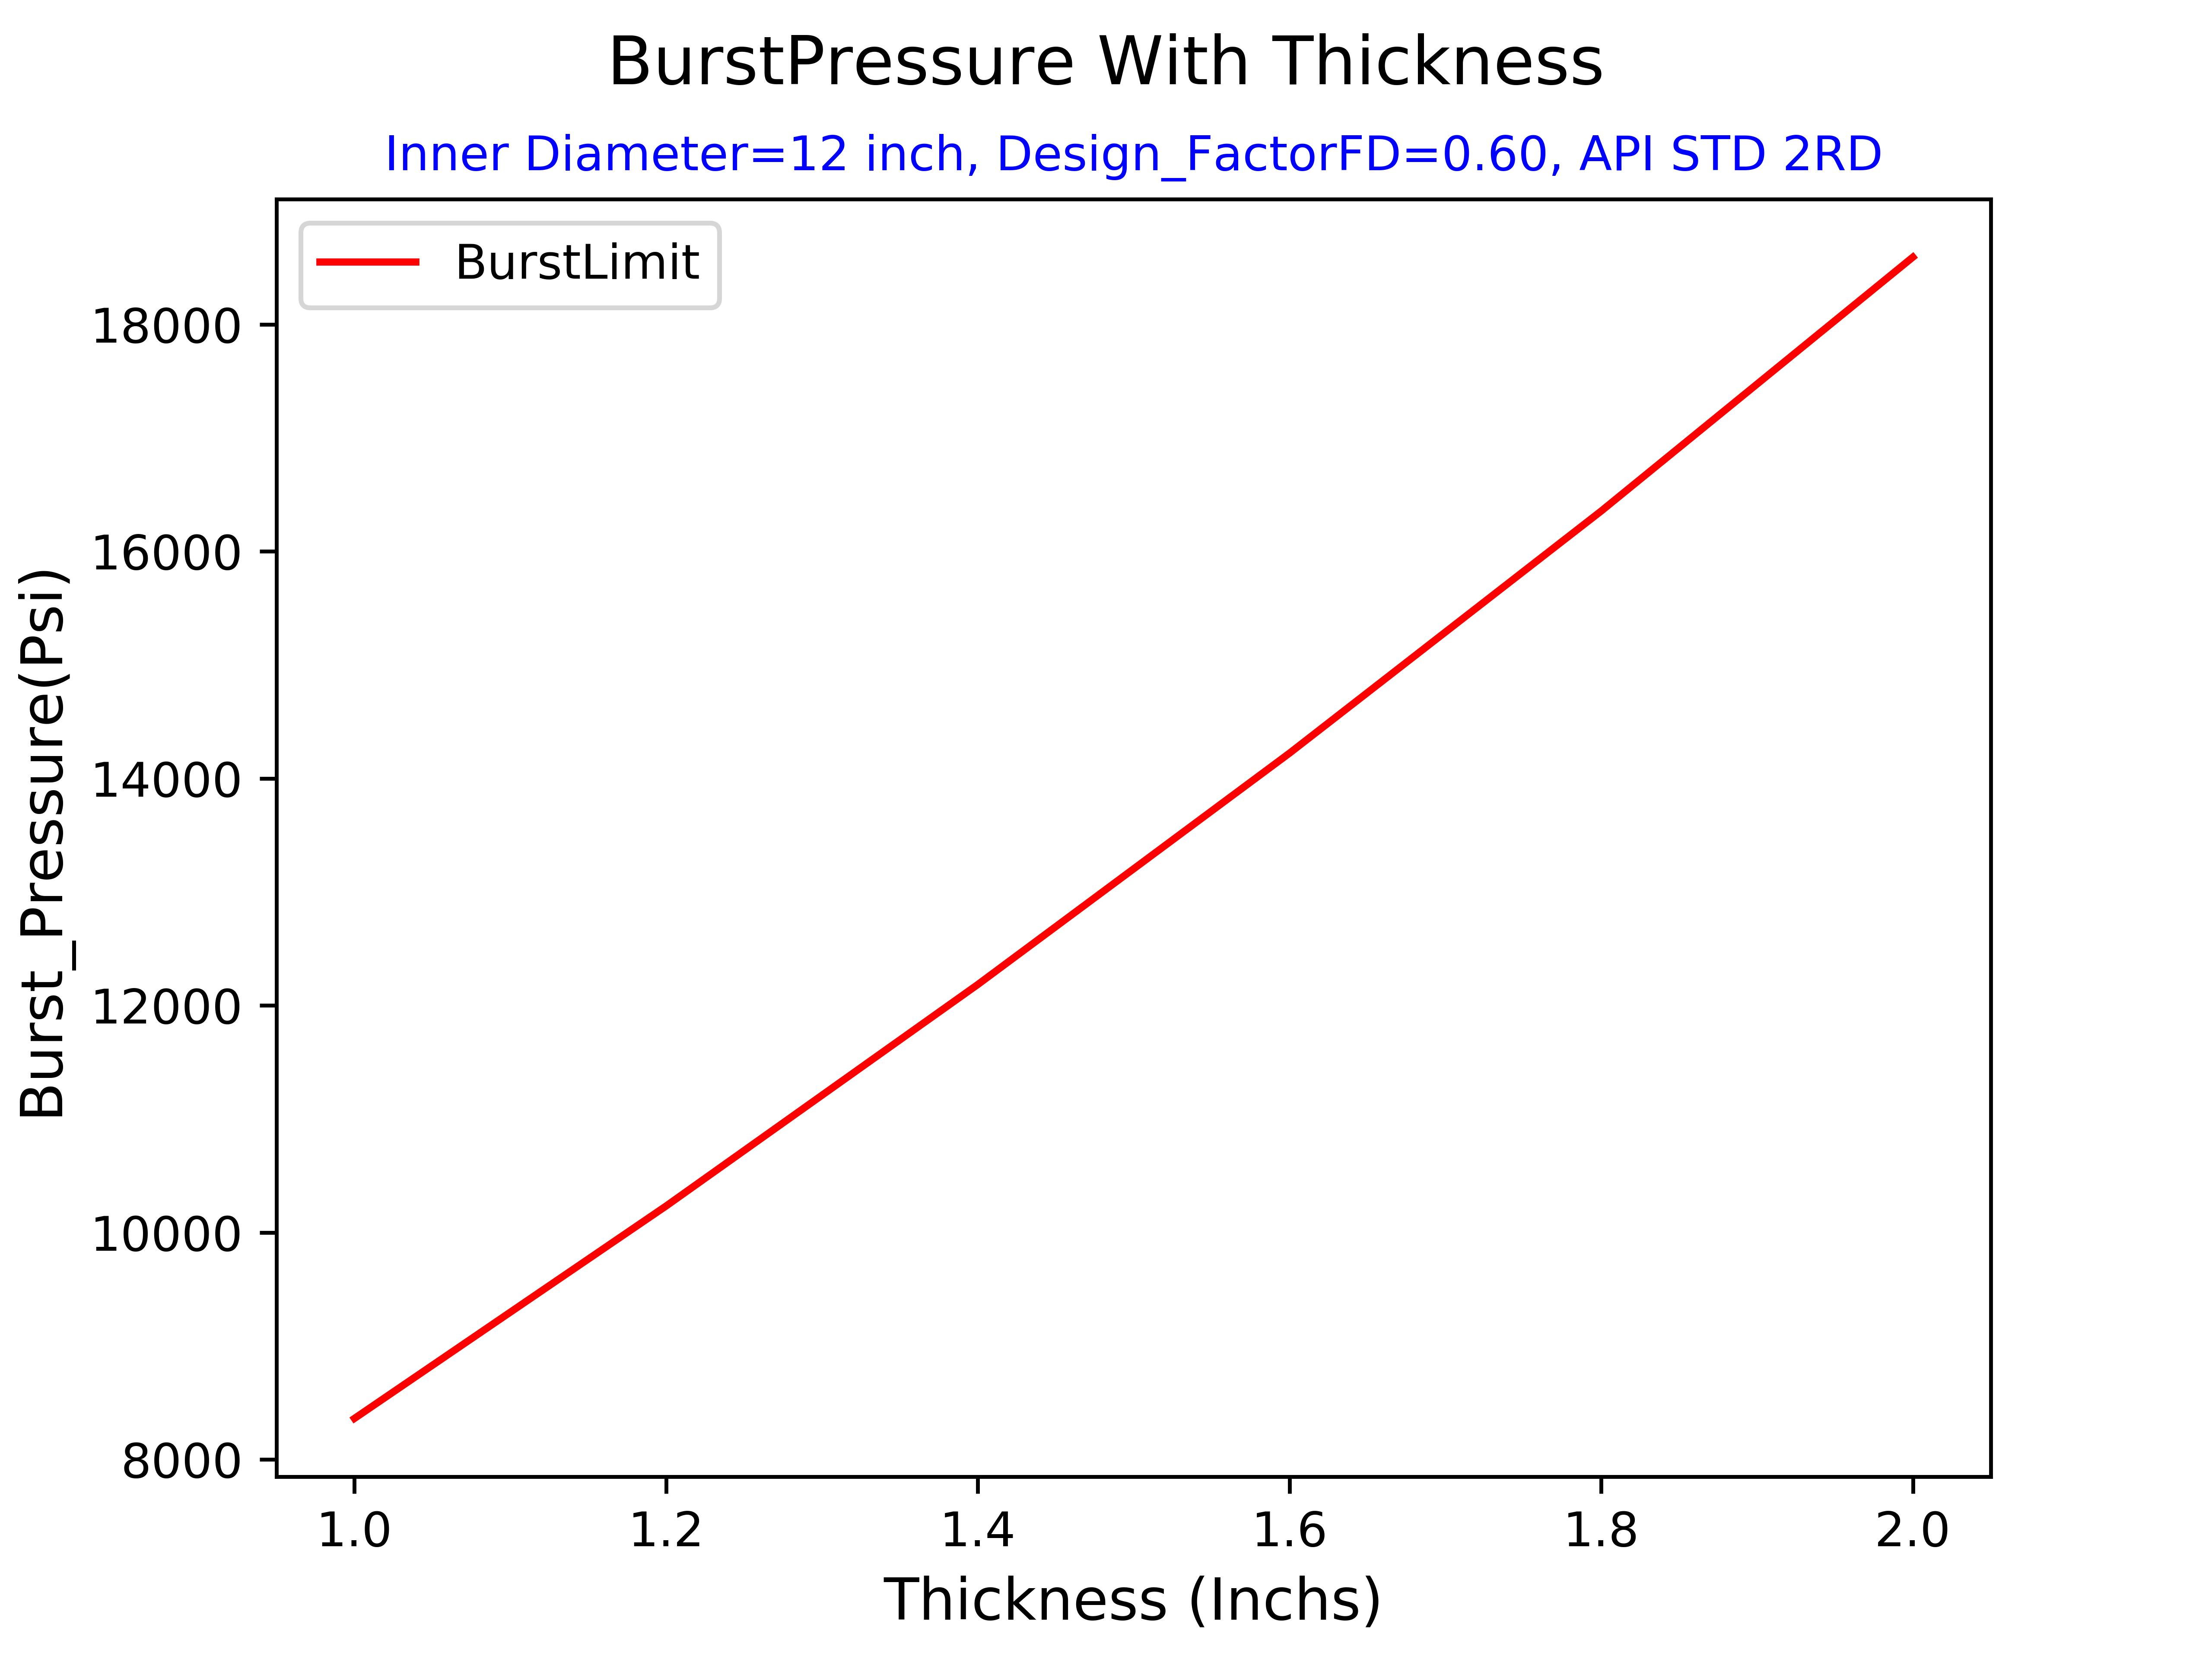 BurstPressure With Thickness
Inner Diameter=12 inch, Design_FactorFD=0.60, API STD 2RD
BurstLimit
Burst_Pressure(Psi)
18000
16000
14000
12000
10000
8000
1.0 1.2 1.4 1.6 1.8 2.0
Thickness (Inchs)